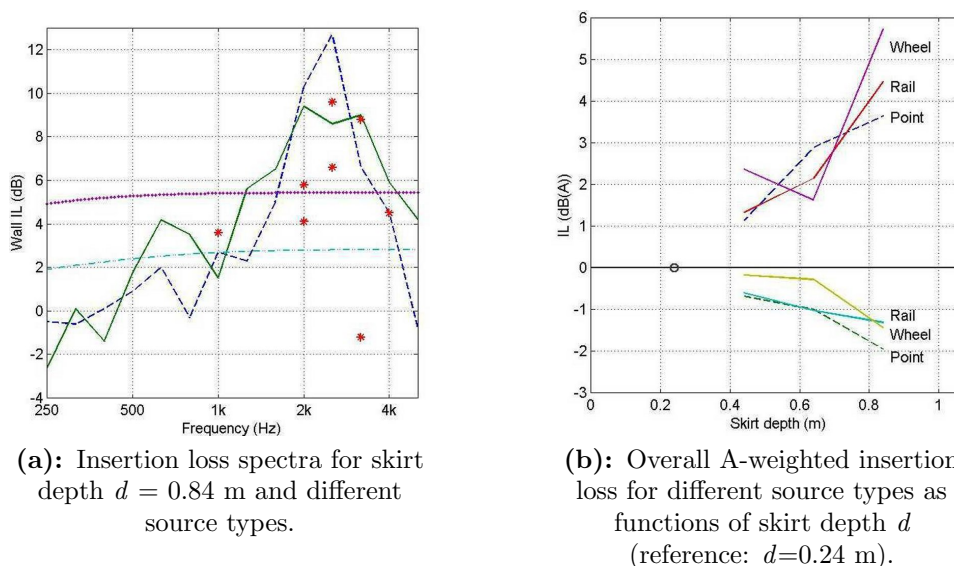 12
10
8
6
4
2
0
-2
-4
Wall IL (dB)
250
500
1k
2k
4k
Frequency (Hz)
(a): Insertion loss spectra for skirt
depth d = 0.84 m and different
source types.
6
5
4
3
2
1
0
-1
-2
-3
IL (dB(A))
Wheel
Rail
Point
Rail
Wheel
Point
0
0.2
0.4
0.6
0.8
1
Skirt depth (m)
(b): Overall A-weighted insertion
loss for different source types as
functions of skirt depth d
(reference: d=0.24 m).